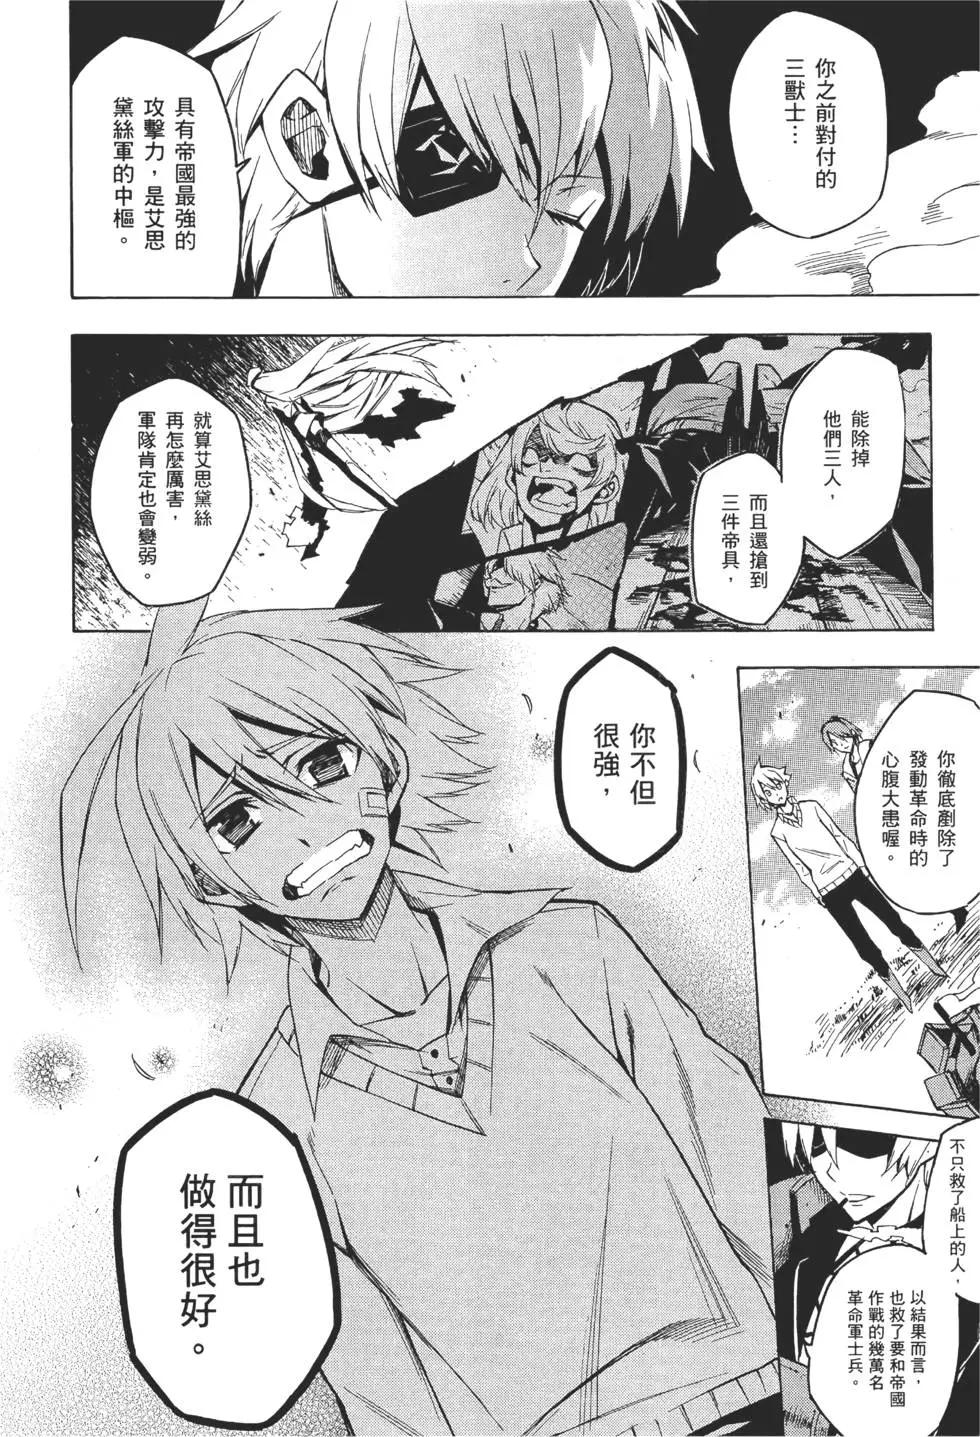 你之前對付的
三獸士…
具有帝國最強的
攻擊力，是艾思
黛絲軍的中樞。
能除掉
他們三人，
而且還搶到
三件帝具，
就算艾思黛絲
再怎麼厲害，
軍隊肯定也會變弱。
你徹底剷除了
發動革命時的
心腹大患喔。
不只救了船上的人，
以結果而言，
也救了要和帝國
作戰的幾萬名
革命軍士兵。
你不但
很強，
而且也
做得很好。